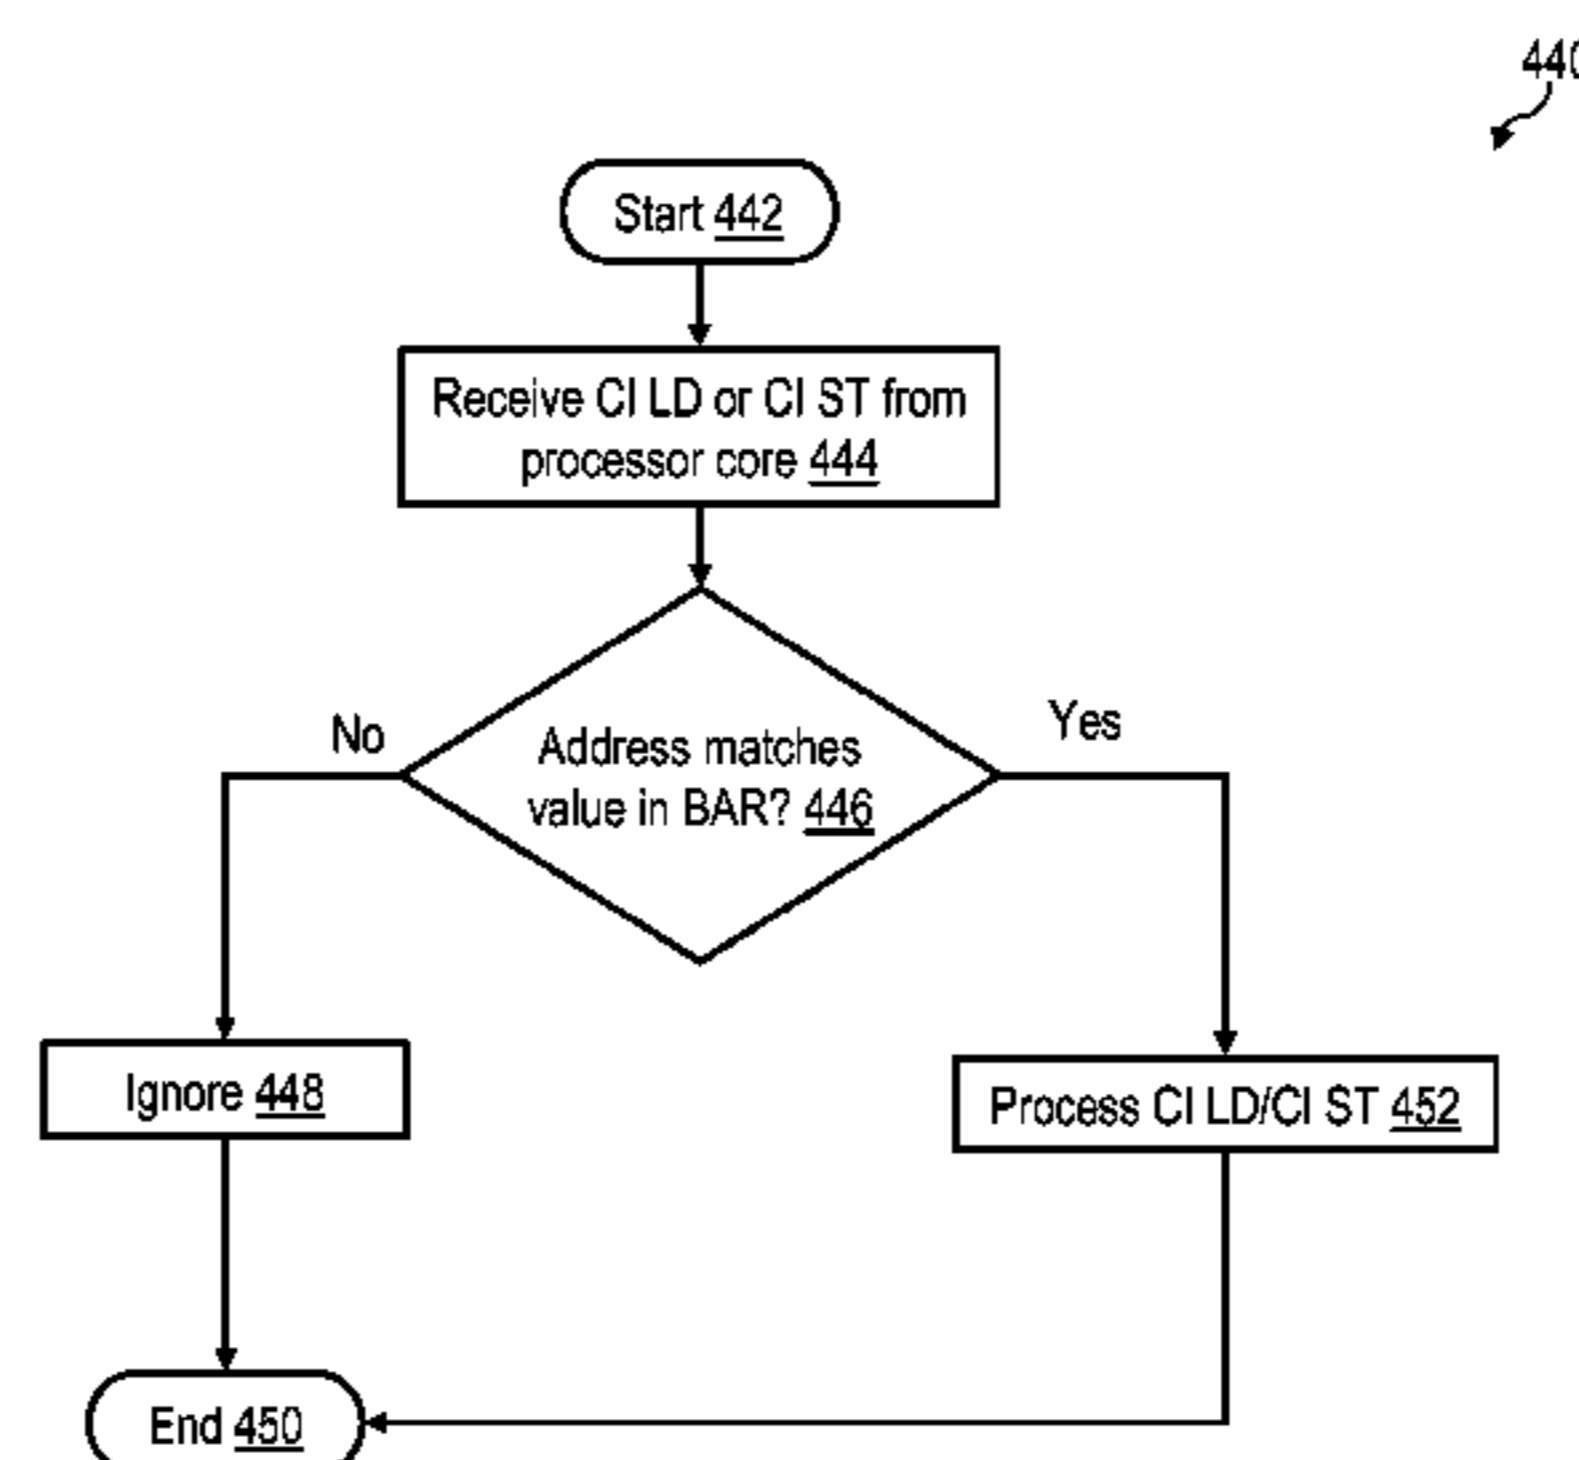 440
Start 442
Receive CI LD or CI ST from
processor core 444
No
Yes
Address matches
value in BAR? 446
Ignore 448
Process CI LD/CI ST 452
End 450